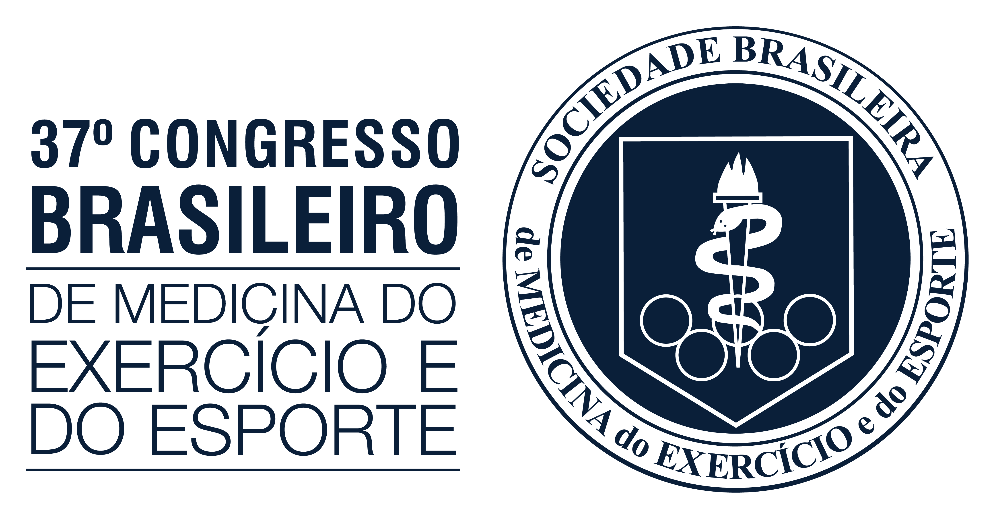 37º CONGRESSO
BRASILEIRO
DE MEDICINA DO
EXERCÍCIO E
DO ESPORTE
SOCIEDADE BRASILEIRA
de MEDICINA do EXERCÍCIO e do ESPORTE